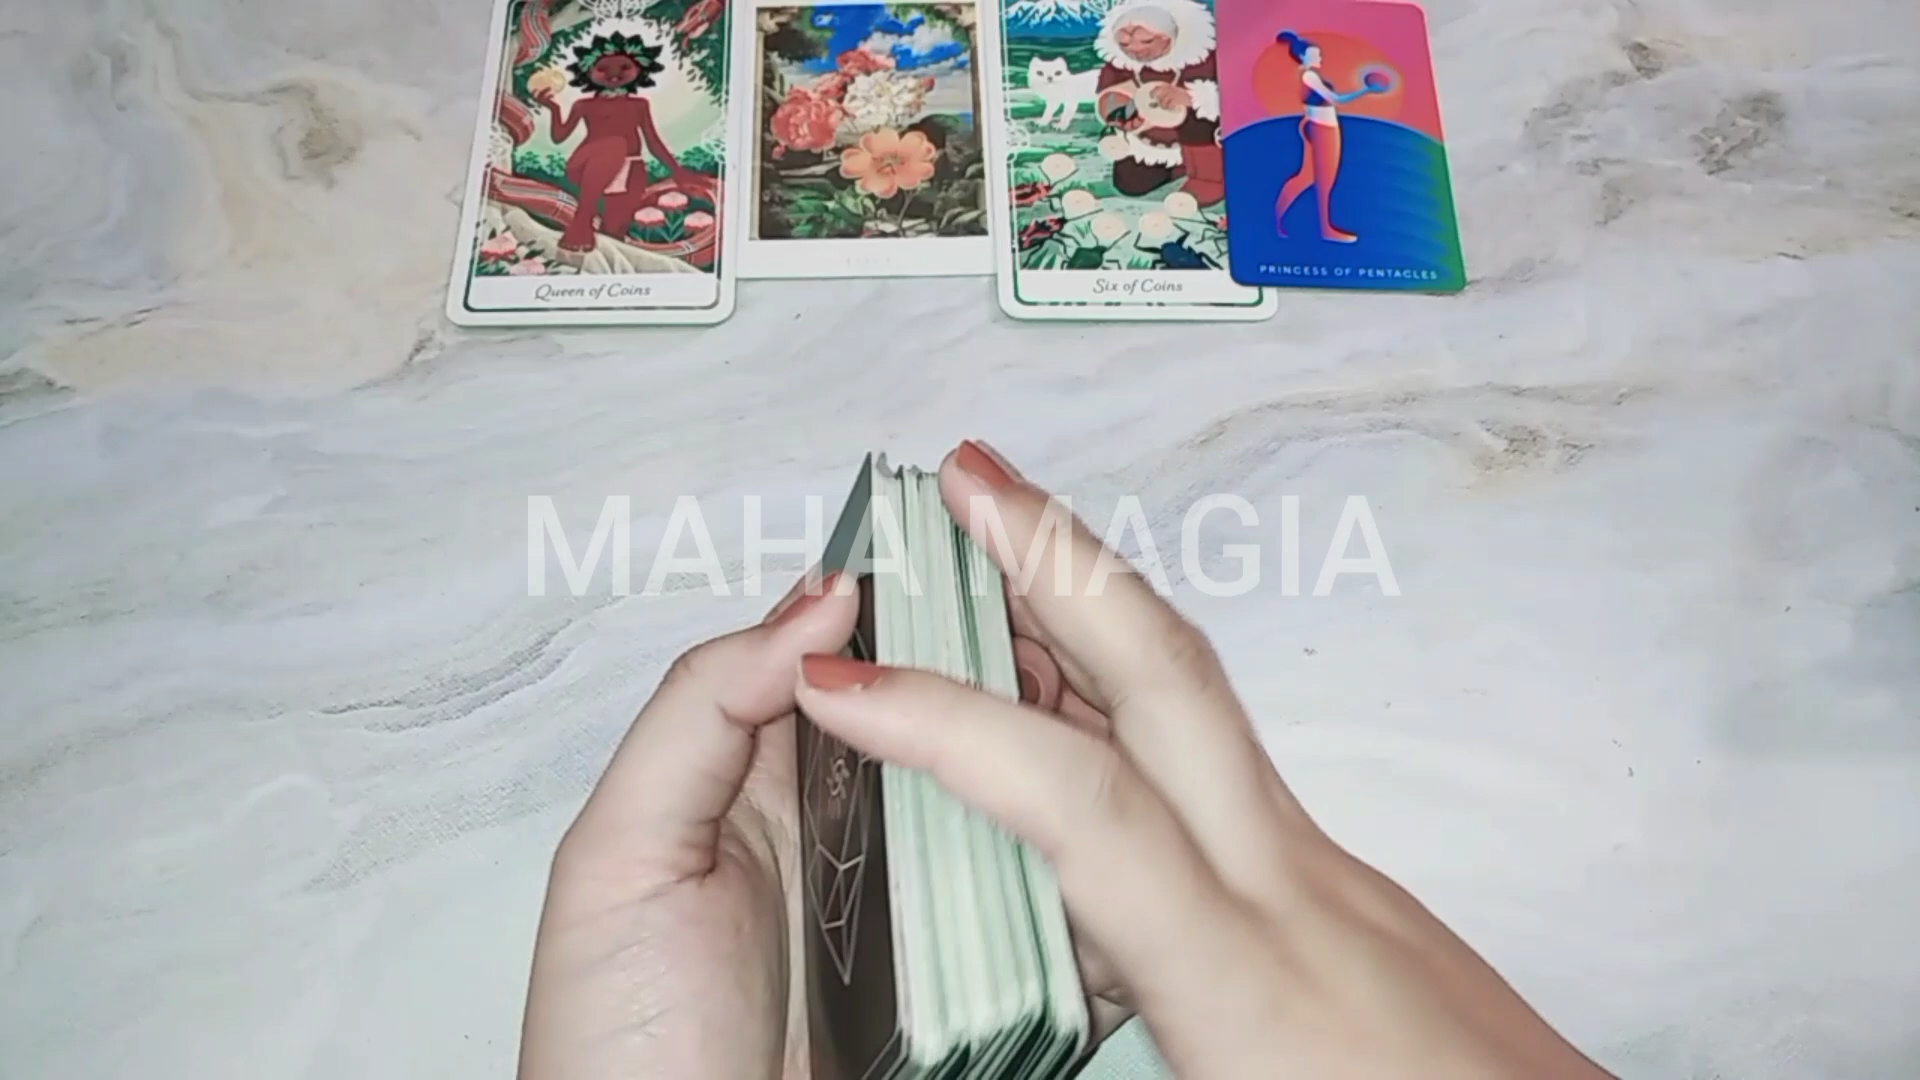 Queen of Coins
Six of Coins
PRINCESS OF PENTACLES
MAHA MAGIA